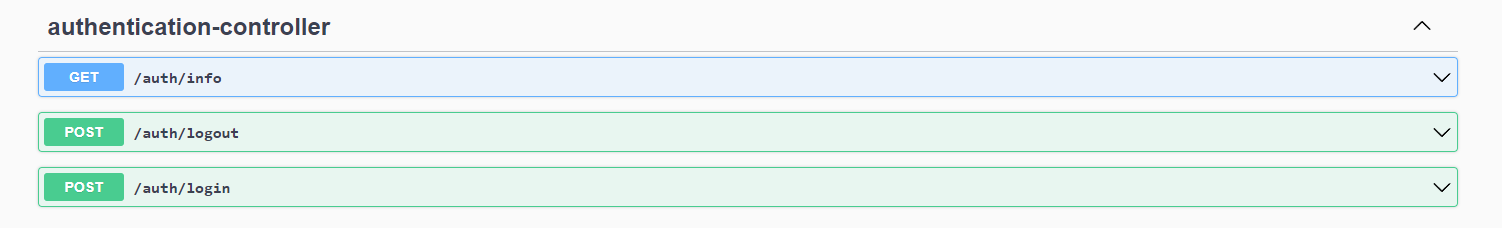 authentication-controller
GET /auth/info
POST /auth/logout
POST /auth/login